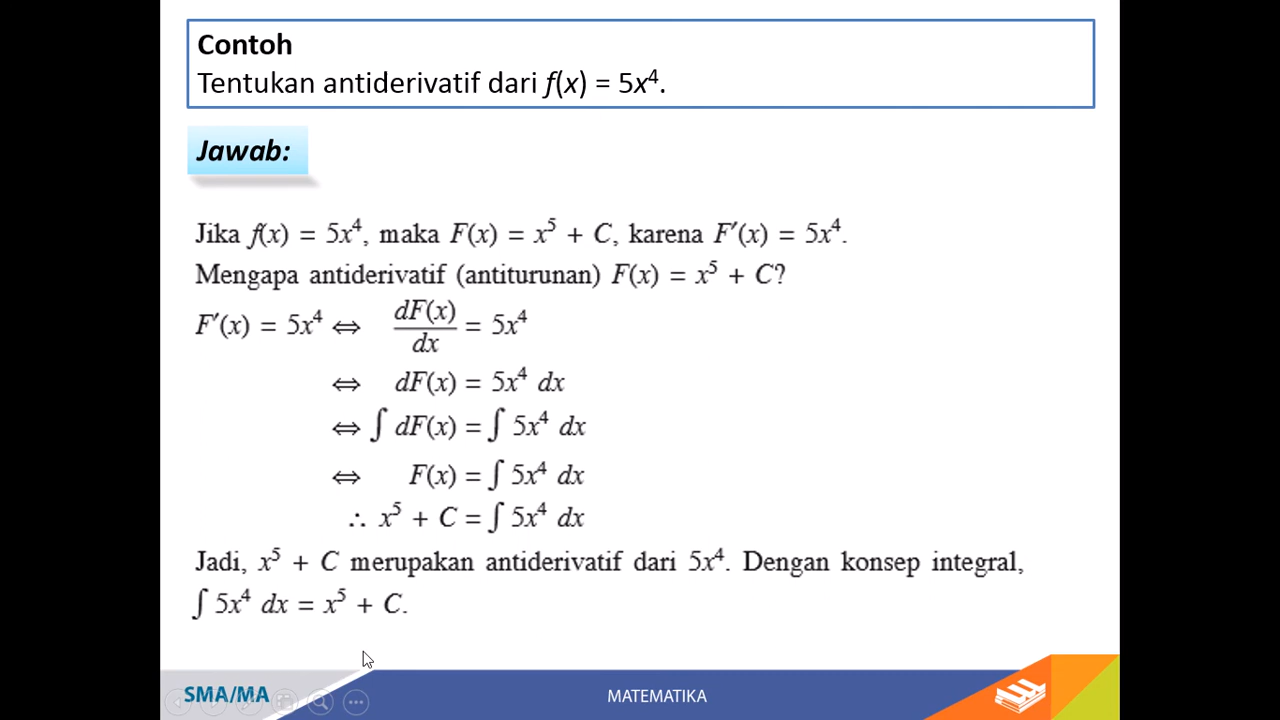 Contoh
Tentukan antiderivatif dari f(x) = 5x⁴.
Jawab:
Jika f(x) = 5x⁴, maka F(x) = x⁵ + C, karena F′(x) = 5x⁴.
Mengapa antiderivatif (antiturunan) F(x) = x⁵ + C?
F′(x) = 5x⁴ ⇔ dF(x)/dx = 5x⁴
⇔ dF(x) = 5x⁴ dx
⇔ ∫ dF(x) = ∫ 5x⁴ dx
⇔ F(x) = ∫ 5x⁴ dx
∴ x⁵ + C = ∫ 5x⁴ dx
Jadi, x⁵ + C merupakan antiderivatif dari 5x⁴. Dengan konsep integral,
∫ 5x⁴ dx = x⁵ + C.
SMA/MA
MATEMATIKA